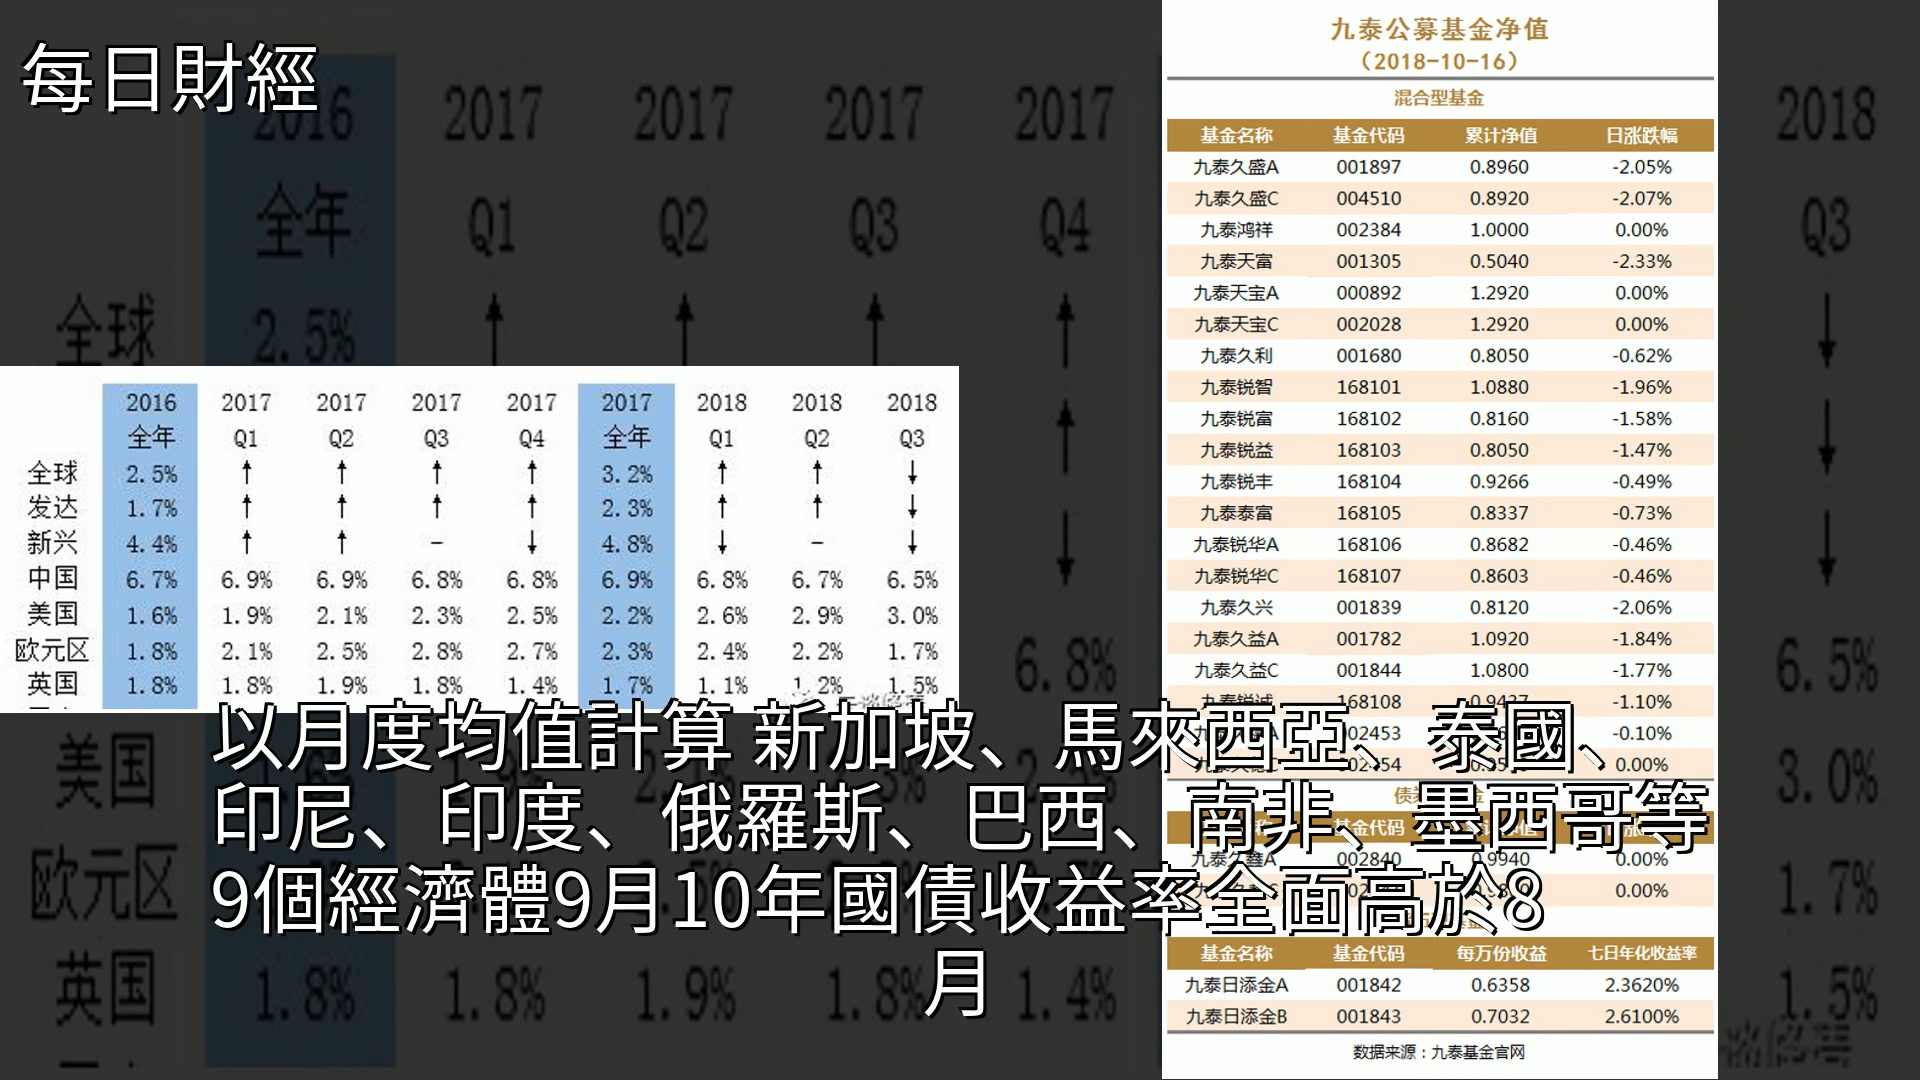 每日財經
2016 2017 2017 2017 2017 2017 2018 2018 2018
全年 Q1 Q2 Q3 Q4 全年 Q1 Q2 Q3
全球 2.5% ↑ ↑ ↑ ↑ 3.2% ↑ ↑ ↓
发达 1.7% ↑ ↑ ↑ ↑ 2.3% ↑ ↑ ↓
新兴 4.4% ↑ ↑ - ↓ 4.8% ↓ - ↓
中国 6.7% 6.9% 6.9% 6.8% 6.8% 6.9% 6.8% 6.7% 6.5%
美国 1.6% 1.9% 2.1% 2.3% 2.5% 2.2% 2.6% 2.9% 3.0%
欧元区 1.8% 2.1% 2.5% 2.8% 2.7% 2.3% 2.4% 2.2% 1.7%
英国 1.8% 1.8% 1.9% 1.8% 1.4% 1.7% 1.1% 1.2% 1.5%
九泰公募基金净值
（2018-10-16）
混合型基金
基金名称 基金代码 累计净值 日涨跌幅
九泰久盛A 001897 0.8960 -2.05%
九泰久盛C 004510 0.8920 -2.07%
九泰鸿祥 002384 1.0000 0.00%
九泰天富 001305 0.5040 -2.33%
九泰天宝A 000892 1.2920 0.00%
九泰天宝C 002028 1.2920 0.00%
九泰久利 001680 0.8050 -0.62%
九泰锐智 168101 1.0880 -1.96%
九泰锐富 168102 0.8160 -1.58%
九泰锐益 168103 0.8050 -1.47%
九泰锐丰 168104 0.9266 -0.49%
九泰泰富 168105 0.8337 -0.73%
九泰锐华A 168106 0.8682 -0.46%
九泰锐华C 168107 0.8603 -0.46%
九泰久兴 001839 0.8120 -2.06%
九泰久益A 001782 1.0920 -1.84%
九泰久益C 001844 1.0800 -1.77%
九泰锐诚 168108 -1.10%
-0.10%
0.00%
基金代码
九泰久鑫A 002840 0.9940 0.00%
0.00%
基金名称 基金代码 每万份收益 七日年化收益率
九泰日添金A 001842 0.6358 2.3620%
九泰日添金B 001843 0.7032 2.6100%
数据来源：九泰基金官网
以月度均值計算 新加坡、馬來西亞、泰國、
印尼、印度、俄羅斯、巴西、南非、墨西哥等
9個經濟體9月10年國債收益率全面高於8
月